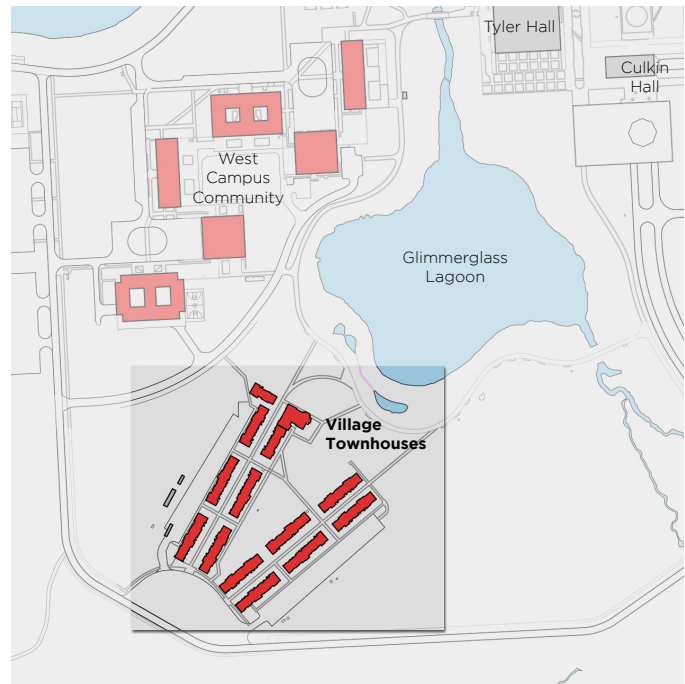 Tyler Hall
Culkin
Hall
West
Campus
Community
Glimmerglass
Lagoon
Village
Townhouses